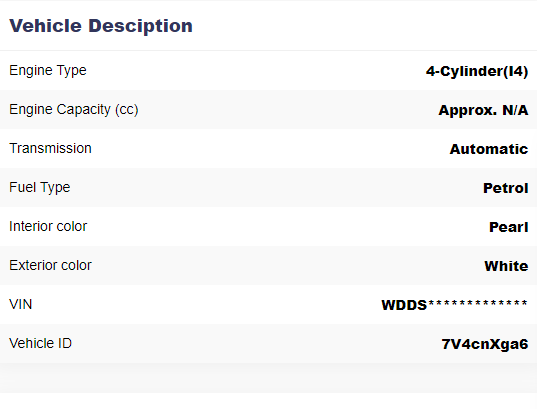 Vehicle Desciption
Engine Type 4-Cylinder(I4)
Engine Capacity (cc) Approx. N/A
Transmission Automatic
Fuel Type Petrol
Interior color Pearl
Exterior color White
VIN WDDS*************
Vehicle ID 7V4cnXga6